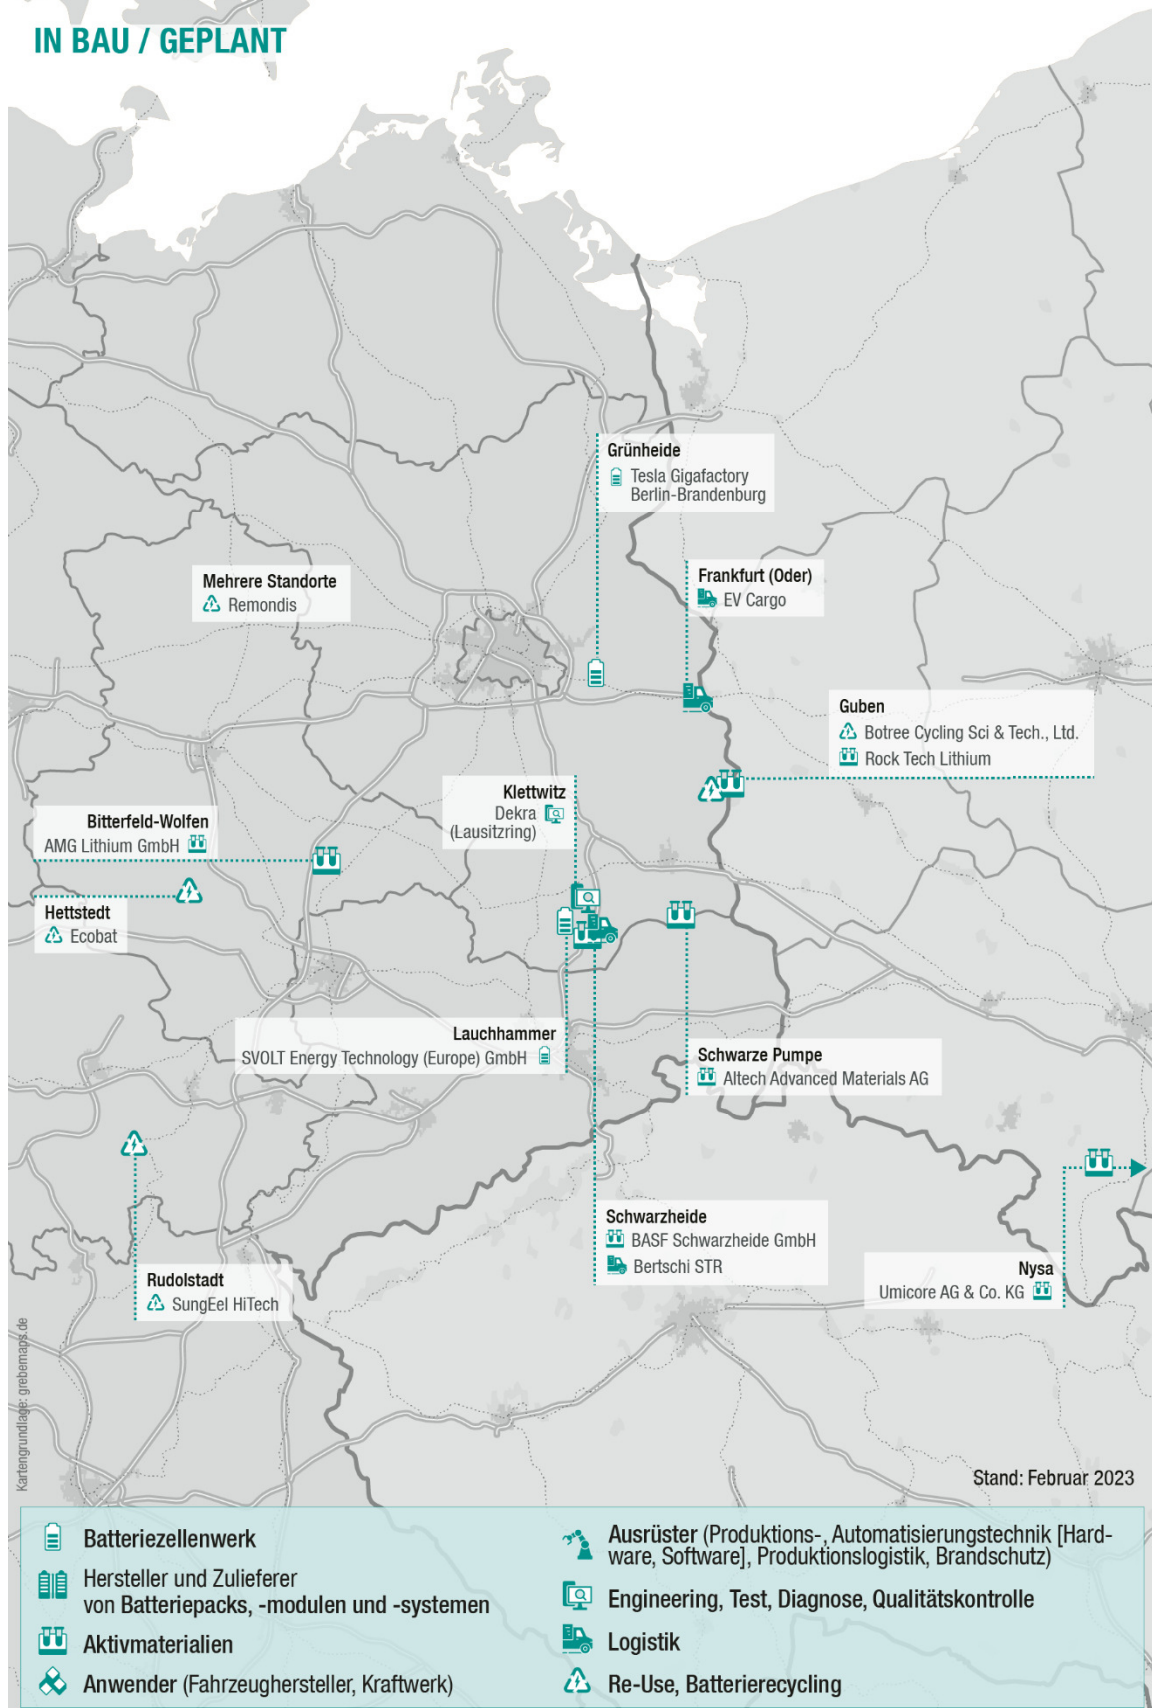 IN BAU / GEPLANT
Grünheide
Tesla Gigafactory
Berlin-Brandenburg
Mehrere Standorte
Remondis
Frankfurt (Oder)
EV Cargo
Guben
Botree Cycling Sci & Tech., Ltd.
Rock Tech Lithium
Klettwitz
Dekra
(Lausitzring)
Bitterfeld-Wolfen
AMG Lithium GmbH
Hettstedt
Ecobat
Lauchhammer
SVOLT Energy Technology (Europe) GmbH
Schwarze Pumpe
Altech Advanced Materials AG
Schwarzheide
BASF Schwarzheide GmbH
Bertschi STR
Nysa
Umicore AG & Co. KG
Rudolstadt
SungEel HiTech
Kartengrundlage: grebemaps.de
Stand: Februar 2023
Batteriezellenwerk
Hersteller und Zulieferer
von Batteriepacks, -modulen und -systemen
Aktivmaterialien
Anwender (Fahrzeughersteller, Kraftwerk)
Ausrüster (Produktions-, Automatisierungstechnik [Hard-
ware, Software], Produktionslogistik, Brandschutz)
Engineering, Test, Diagnose, Qualitätskontrolle
Logistik
Re-Use, Batterierecycling